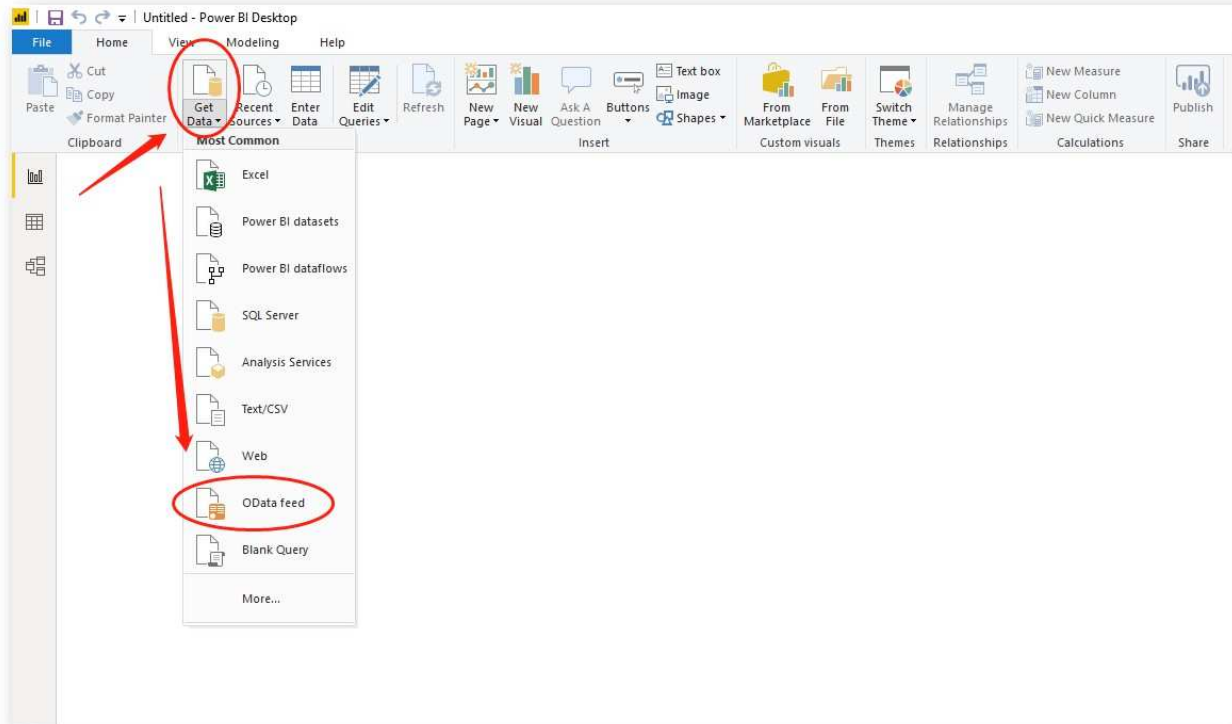 Untitled - Power BI Desktop
File Home View Modeling Help
Paste
Cut
Copy
Format Painter
Clipboard
Get Data
Recent Sources
Enter Data
Edit Queries
Refresh
New Page
New Visual
Ask A Question
Buttons
Text box
Image
Shapes
Insert
From Marketplace
From File
Custom visuals
Switch Theme
Themes
Manage Relationships
Relationships
New Measure
New Column
New Quick Measure
Calculations
Publish
Share
Most Common
Excel
Power BI datasets
Power BI dataflows
SQL Server
Analysis Services
Text/CSV
Web
OData feed
Blank Query
More...